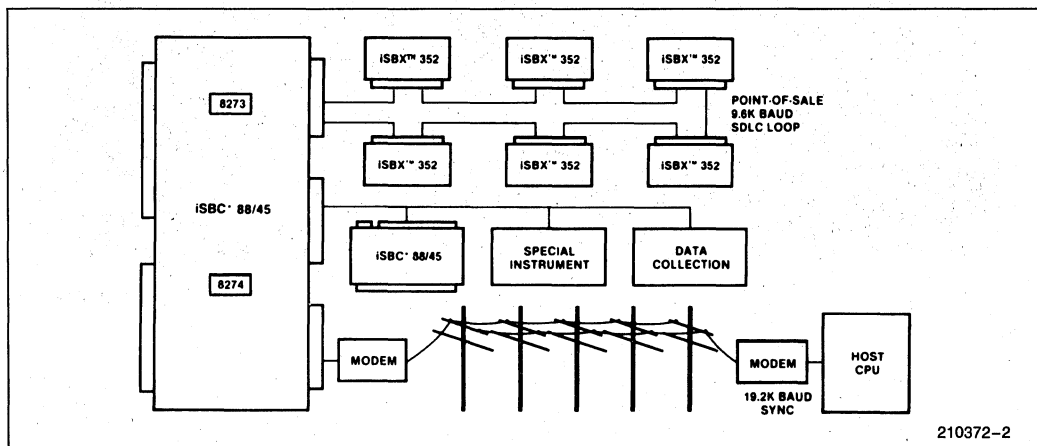 iSBX™ 352
iSBX™ 352
iSBX™ 352
8273
POINT-OF-SALE
9.6K BAUD
SDLC LOOP
iSBX™ 352
iSBX™ 352
iSBX™ 352
iSBC® 88/45
iSBC® 88/45
SPECIAL
INSTRUMENT
DATA
COLLECTION
8274
MODEM
MODEM
HOST
CPU
19.2K BAUD
SYNC
210372–2